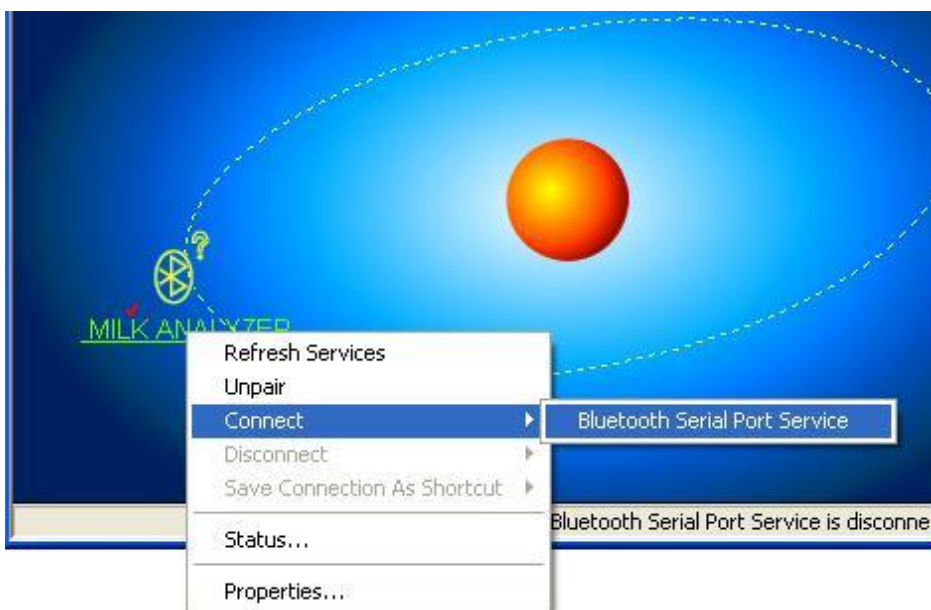 MILK ANALYZER
Refresh Services
Unpair
Connect
Bluetooth Serial Port Service
Disconnect
Save Connection As Shortcut
Bluetooth Serial Port Service is disconne
Status...
Properties...